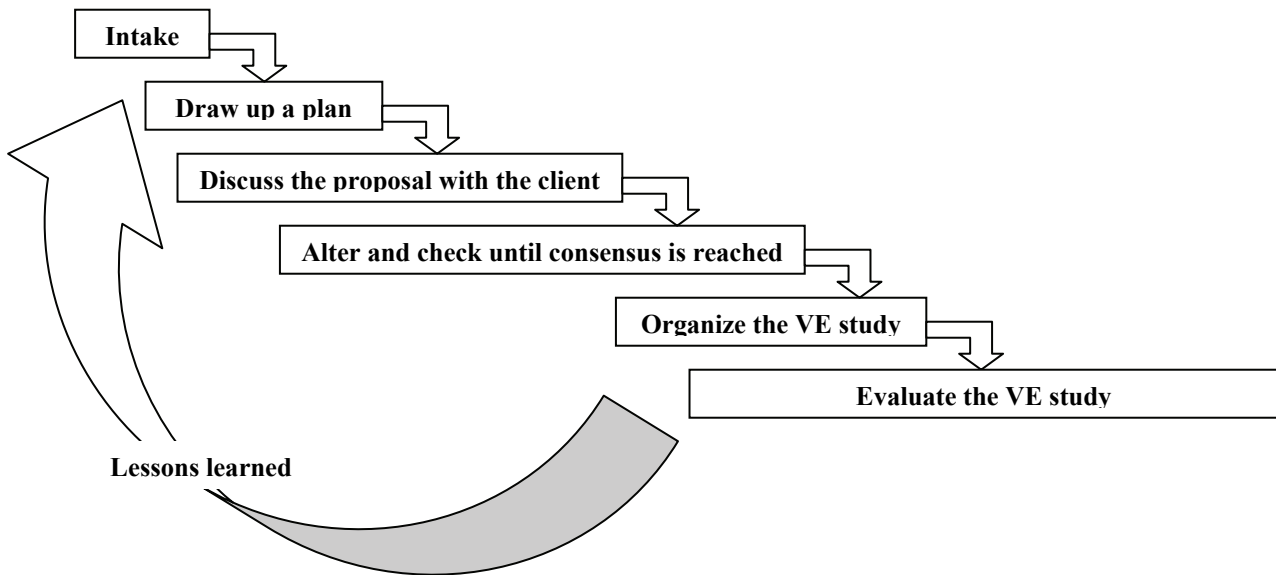 Intake
Draw up a plan
Discuss the proposal with the client
Alter and check until consensus is reached
Organize the VE study
Evaluate the VE study
Lessons learned